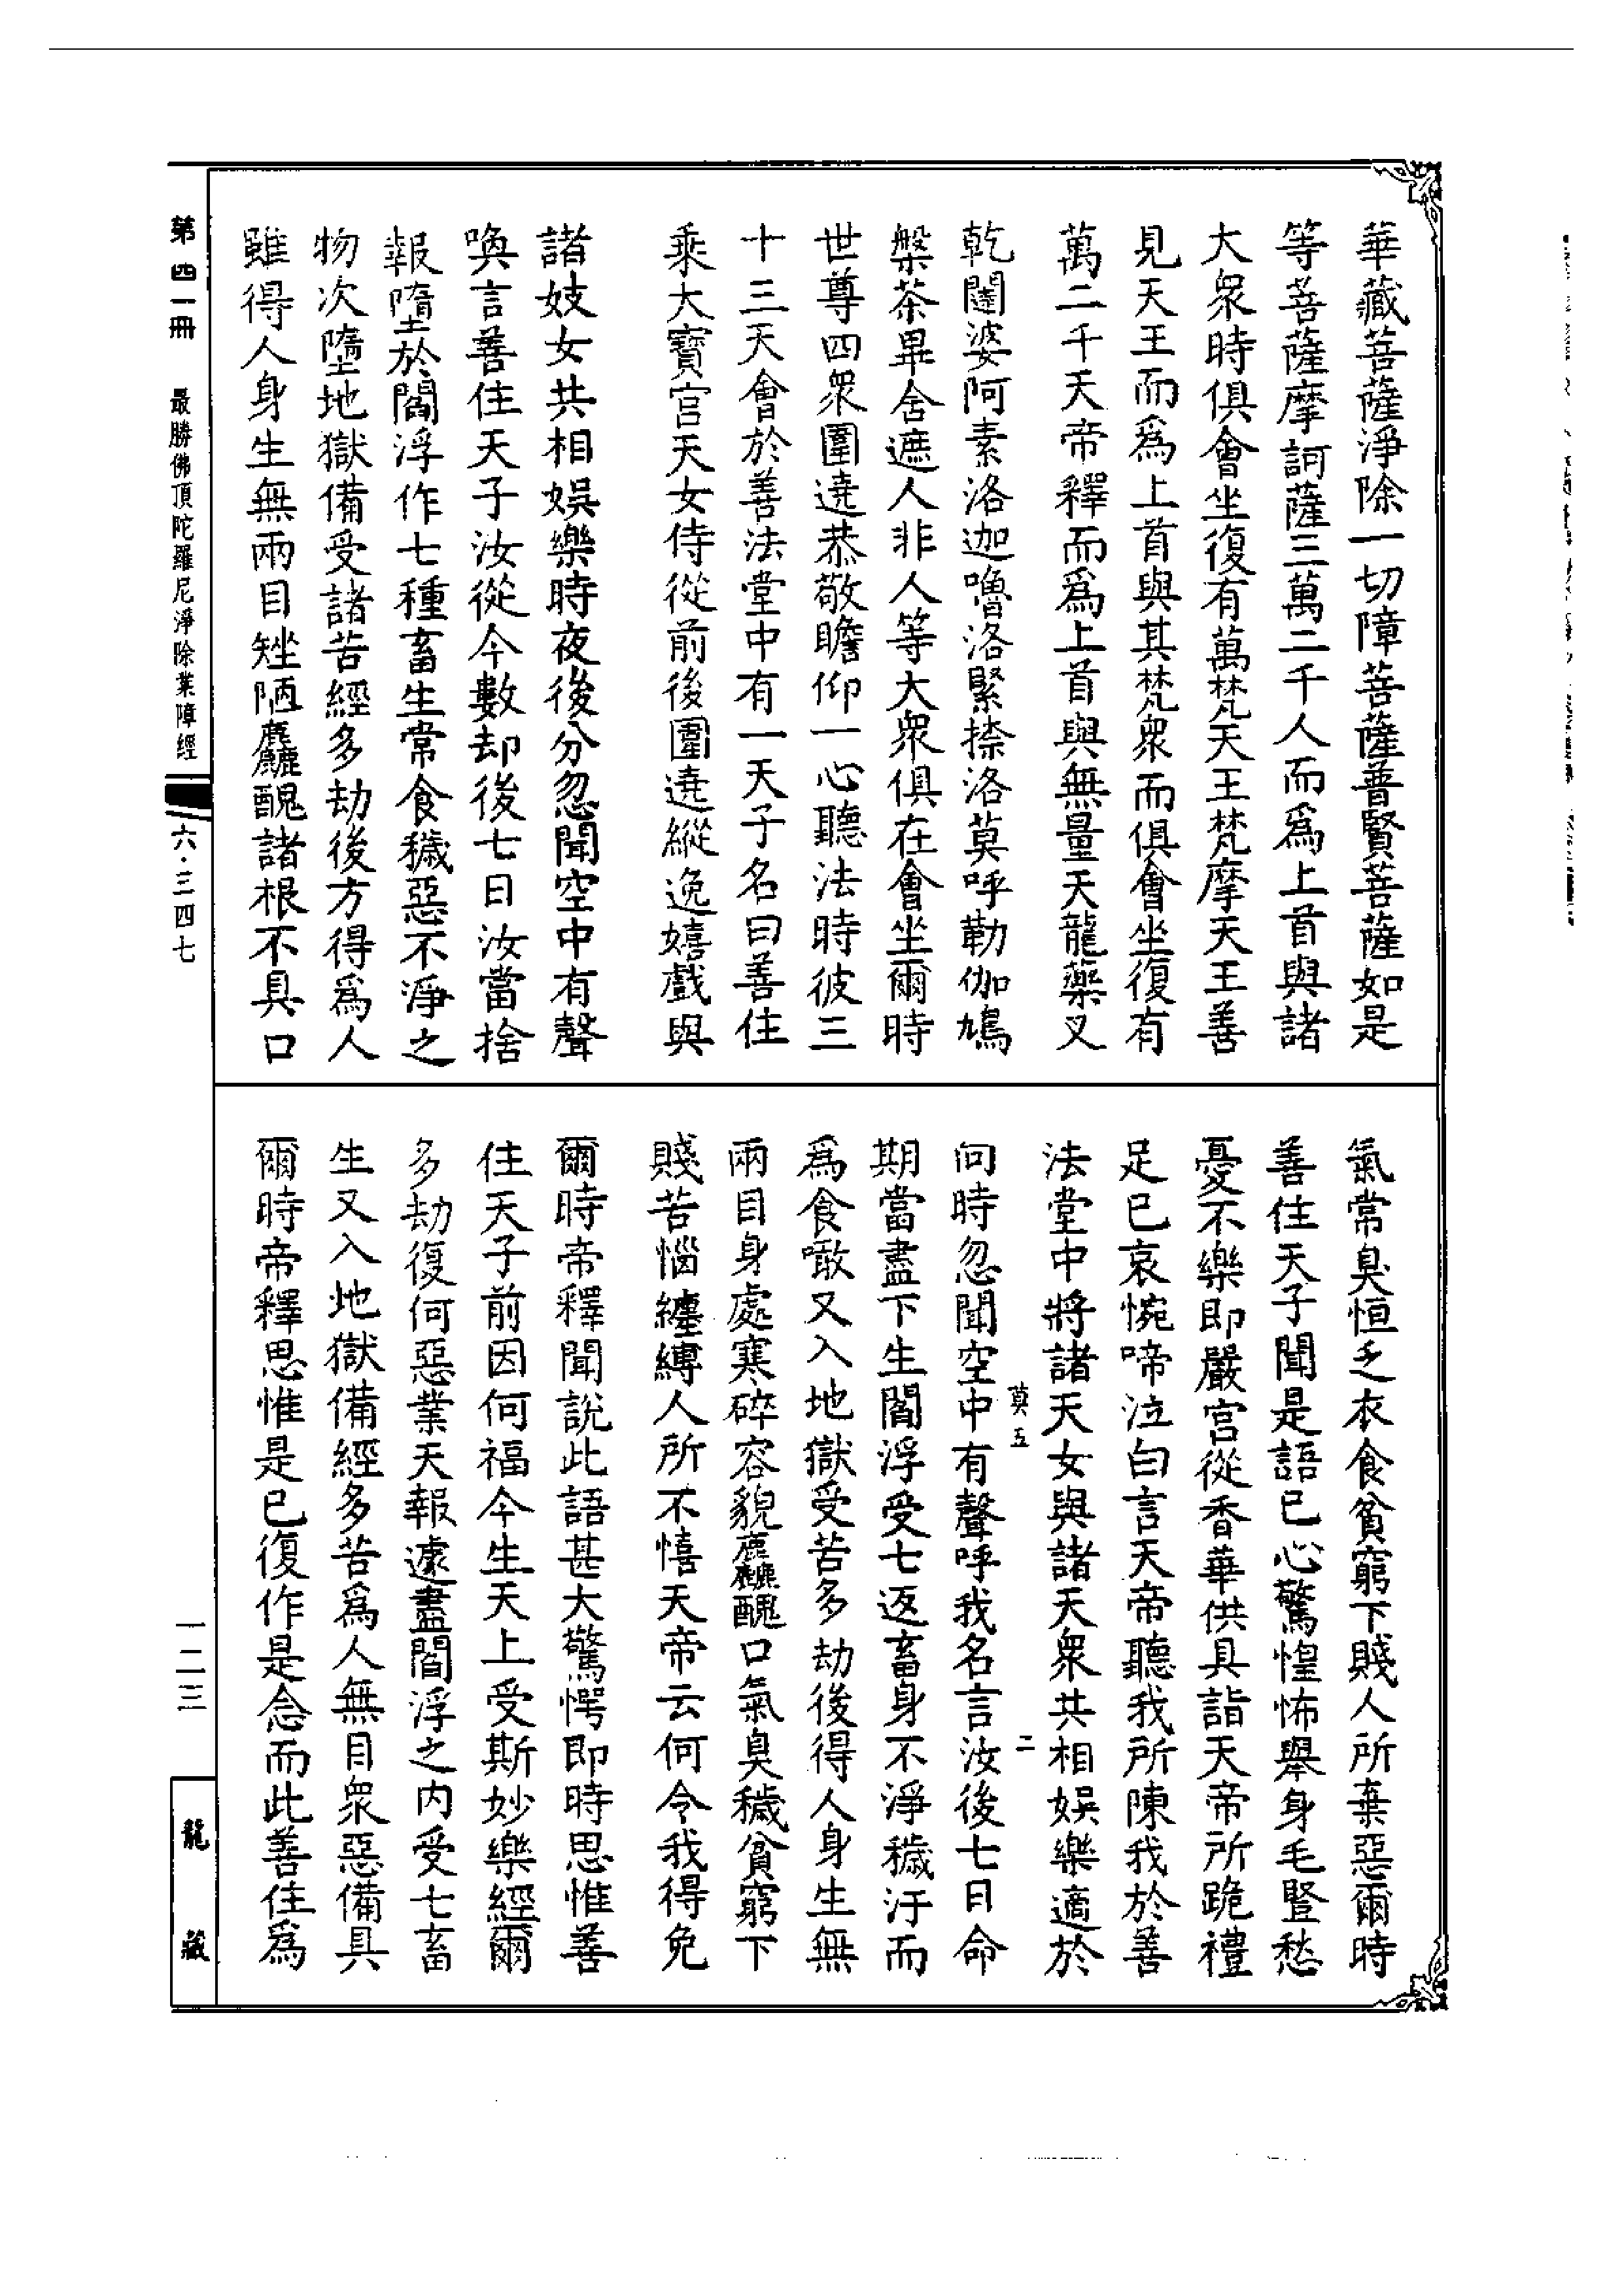 華藏菩薩淨除一切障菩薩普賢菩薩如是
等菩薩摩訶薩三萬二千人而爲上首與諸
大衆時俱會坐復有萬梵天王梵摩天王善
見天王而爲上首與其梵衆而俱會坐復有
萬二千天帝釋而爲上首與無量天龍藥叉
乾闥婆阿素洛迦嚕洛緊捺洛莫呼勒伽鳩
槃茶畢舍遮人非人等大衆俱在會坐爾時
世尊四衆圍遶恭敬瞻仰一心聽法時彼三
十三天會於善法堂中有一天子名曰善住
乘大寶宮天女侍從前後圍遶縱逸嬉戲與
諸妓女共相娛樂時夜後分忽聞空中有聲
喚言善住天子汝從今數却後七日汝當捨
報墮於閻浮作七種畜生常食穢惡不淨之
物次墮地獄備受諸苦經多劫後方得爲人
雖得人身生無兩目矬陋麤醜諸根不具口
氣常臭恒乏衣食貧窮下賤人所棄惡爾時
善住天子聞是語已心驚惶怖舉身毛豎愁
憂不樂即嚴宮從香華供具詣天帝所跪禮
足已哀惋啼泣白言天帝聽我所陳我於善
法堂中將諸天女與諸天衆共相娛樂適於
莫五 二
向時忽聞空中有聲呼我名言汝後七日命
期當盡下生閻浮受七返畜身不淨穢汙而
爲食噉又入地獄受苦多劫後得人身生無
兩目身處寒碎容貌麤醜口氣臭穢貧窮下
賤苦惱纏縛人所不憘天帝云何令我得免
爾時帝釋聞說此語甚大驚愕即時思惟善
住天子前因何福今生天上受斯妙樂經爾
多劫復何惡業天報遽盡閻浮之內受七畜
生又入地獄備經多苦爲人無目衆惡備具
爾時帝釋思惟是已復作是念而此善住爲
第四一冊 最勝佛頂陀羅尼淨除業障經 六·三四七
一二三
龍藏